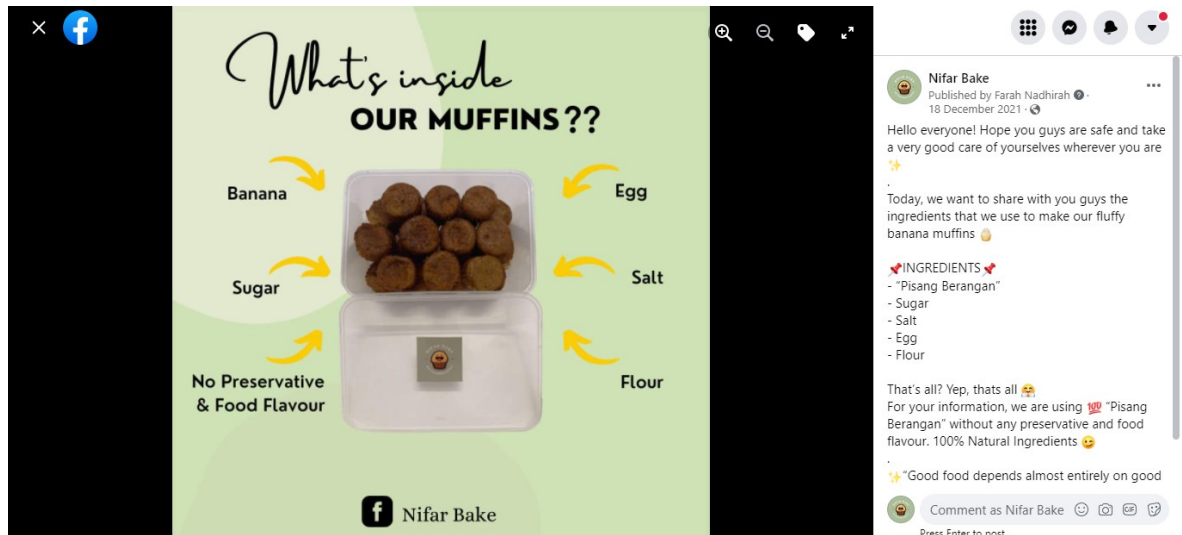 What's inside
OUR MUFFINS??
Banana
Egg
Sugar
Salt
No Preservative
& Food Flavour
Flour
Nifar Bake
Nifar Bake
Published by Farah Nadhirah
18 December 2021
Hello everyone! Hope you guys are safe and take
a very good care of yourselves wherever you are
✨
.
Today, we want to share with you guys the
ingredients that we use to make our fluffy
banana muffins 🧁
📌INGREDIENTS📌
- "Pisang Berangan"
- Sugar
- Salt
- Egg
- Flour
That's all? Yep, thats all 🤗
For your information, we are using 💯 "Pisang
Berangan" without any preservative and food
flavour. 100% Natural Ingredients 😉
.
✨"Good food depends almost entirely on good
Comment as Nifar Bake
Press Enter to post.